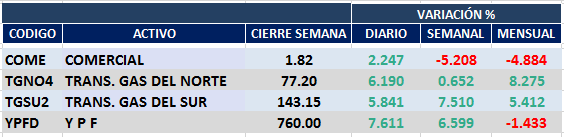 VARIACIÓN %
CODIGO ACTIVO CIERRE SEMANA DIARIO SEMANAL MENSUAL
COME COMERCIAL 1.82 2.247 -5.208 -4.884
TGNO4 TRANS. GAS DEL NORTE 77.20 6.190 0.652 8.275
TGSU2 TRANS. GAS DEL SUR 143.15 5.841 7.510 5.412
YPFD Y P F 760.00 7.611 6.599 -1.433